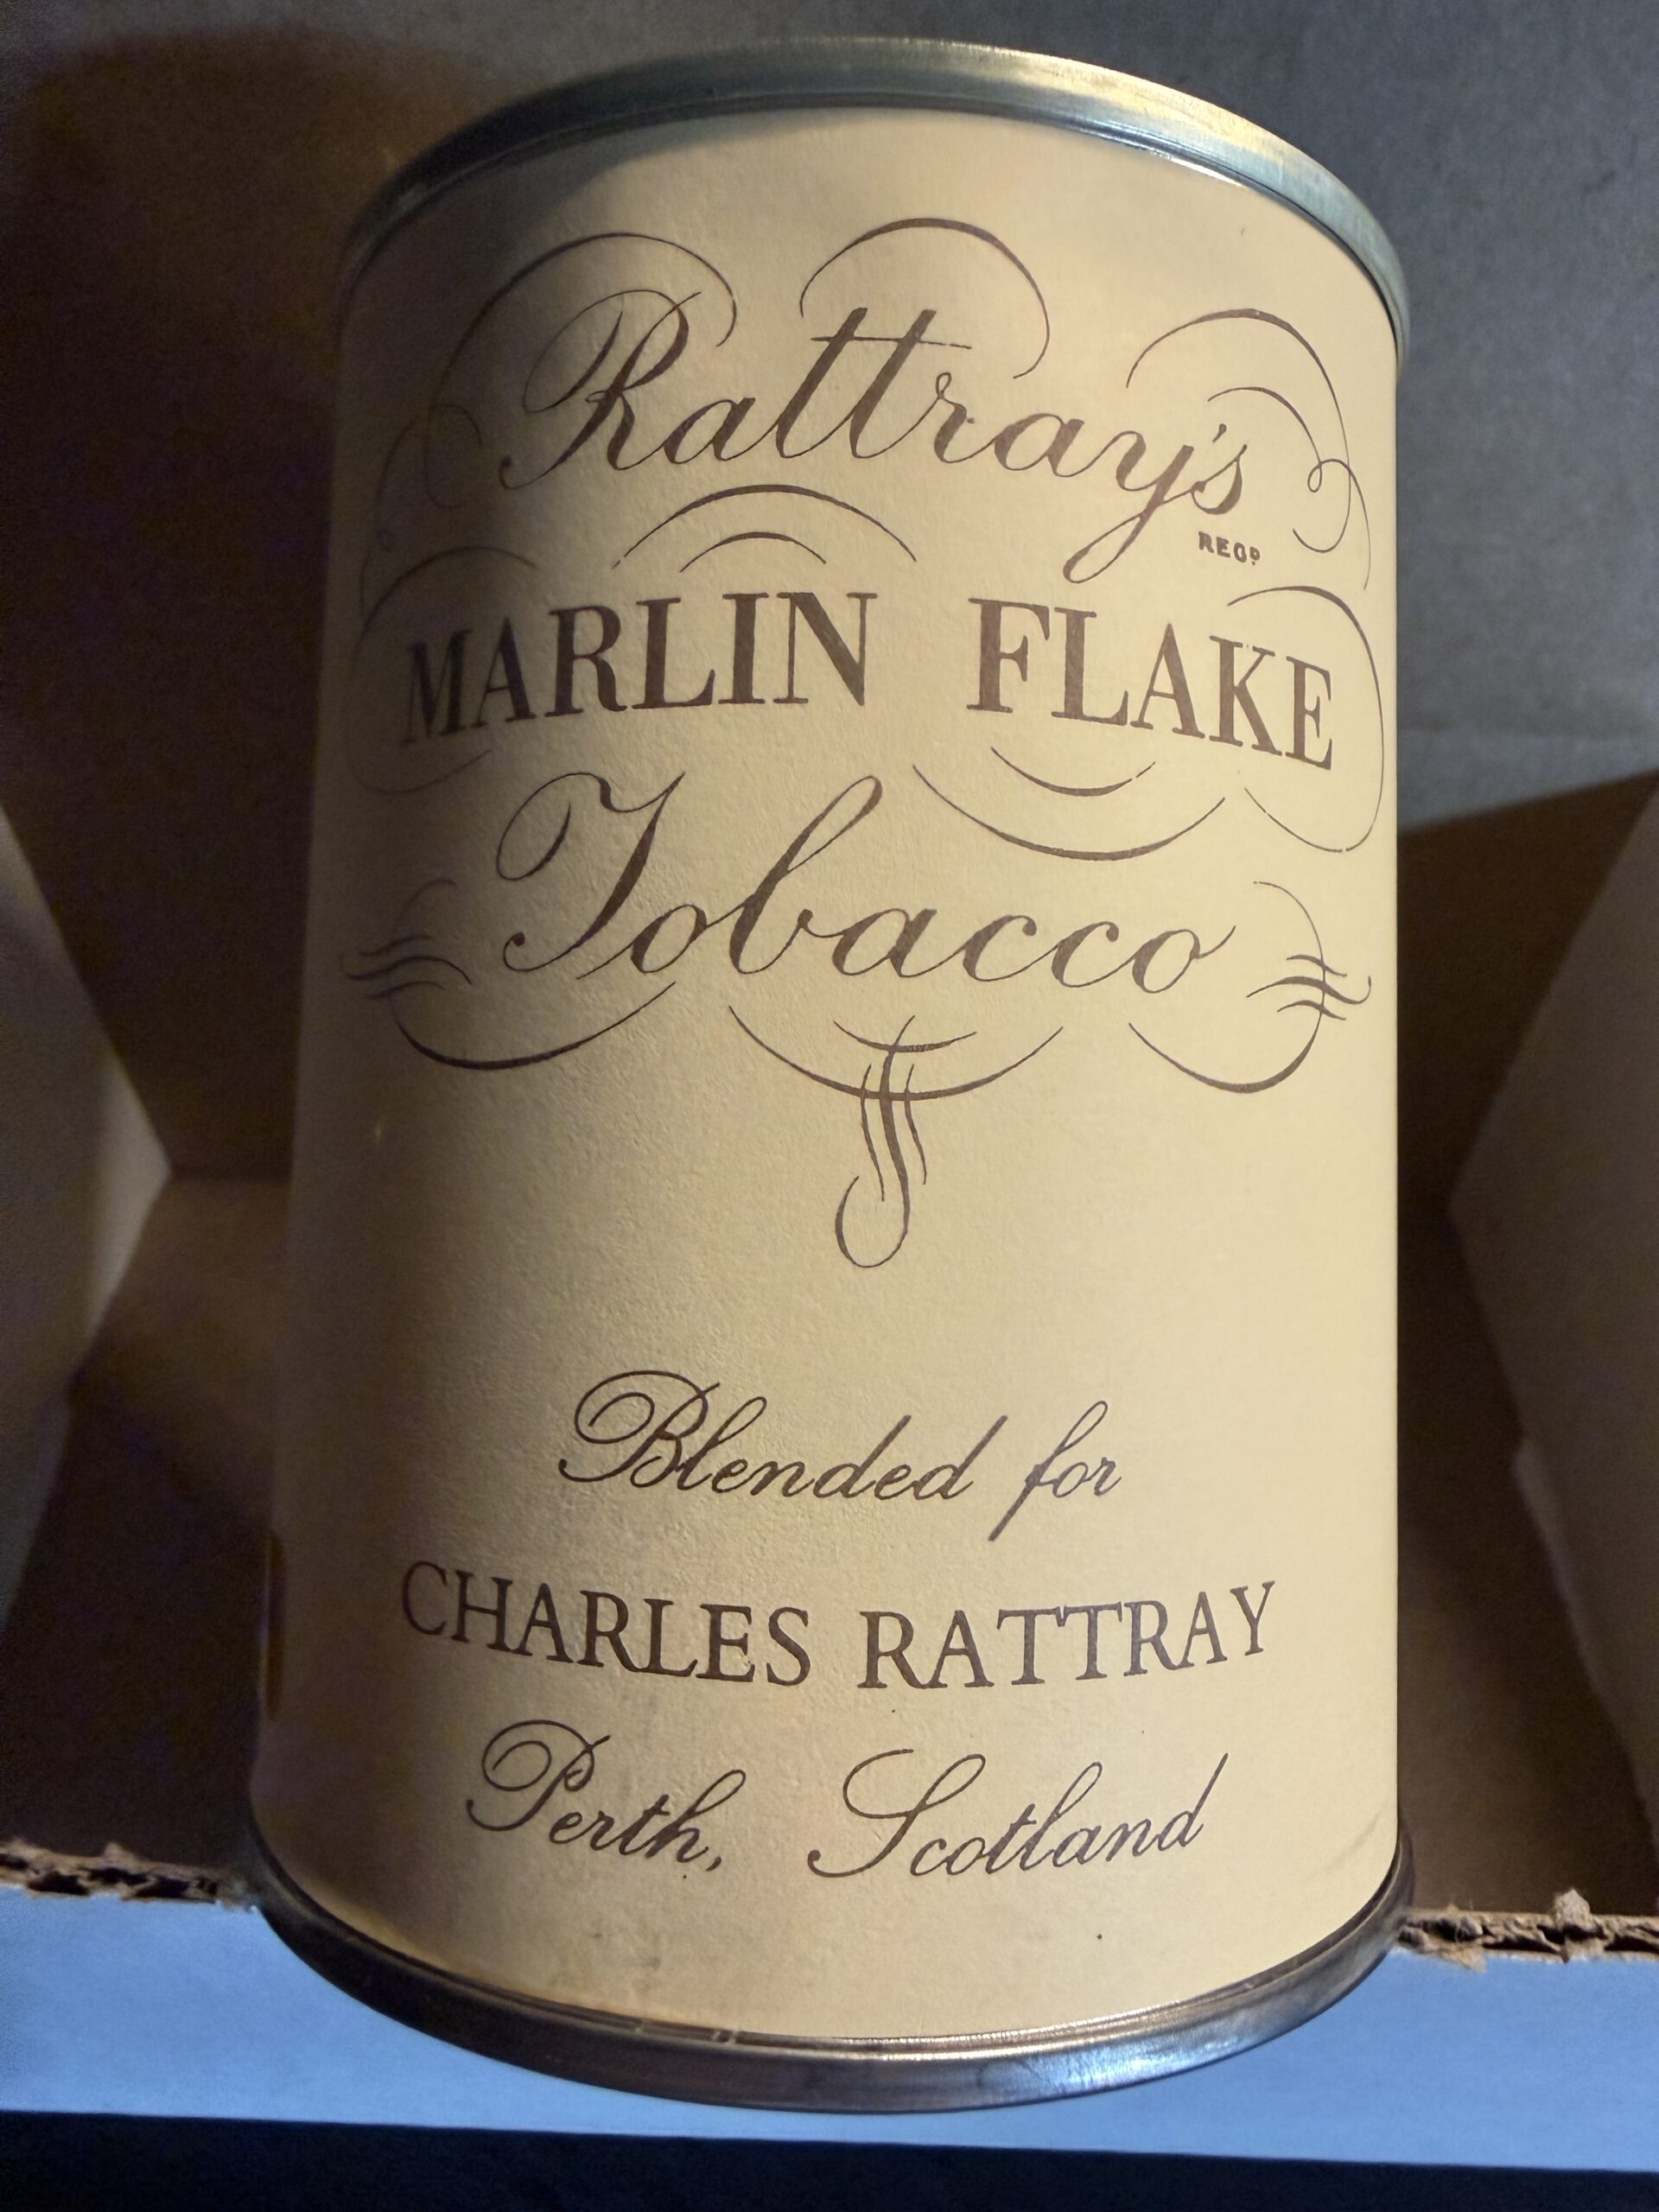 Rattray's
REGD
MARLIN FLAKE
Tobacco
Blended for
CHARLES RATTRAY
Perth, Scotland